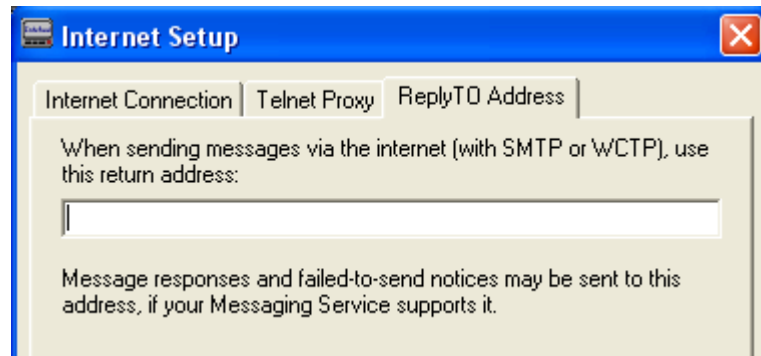 Internet Setup
Internet Connection Telnet Proxy ReplyTO Address
When sending messages via the internet (with SMTP or WCTP), use
this return address:
Message responses and failed-to-send notices may be sent to this
address, if your Messaging Service supports it.